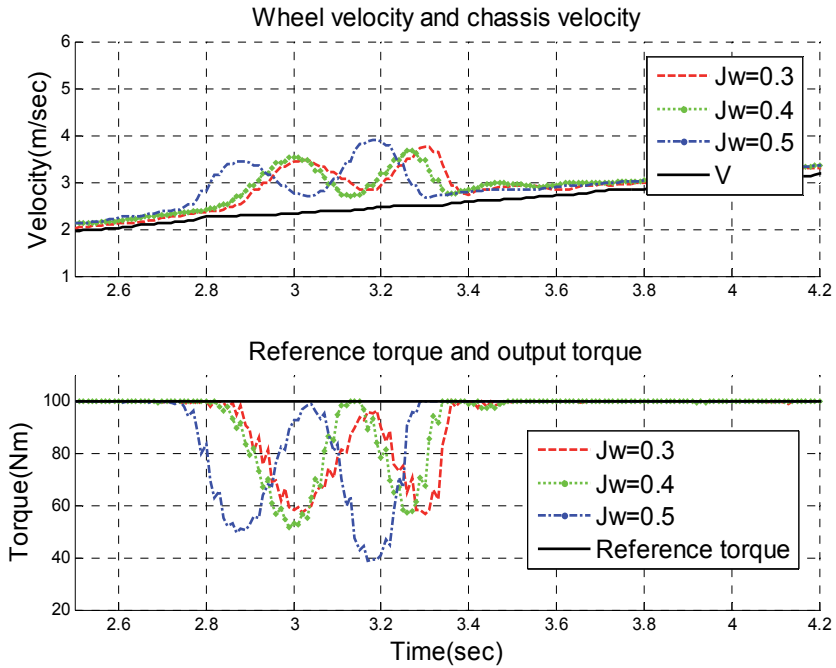 Wheel velocity and chassis velocity
Velocity(m/sec)
6
5
4
3
2
1
Jw=0.3
Jw=0.4
Jw=0.5
V
2.6 2.8 3 3.2 3.4 3.6 3.8 4 4.2
Reference torque and output torque
Torque(Nm)
100
80
60
40
20
Jw=0.3
Jw=0.4
Jw=0.5
Reference torque
2.6 2.8 3 3.2 3.4 3.6 3.8 4 4.2
Time(sec)